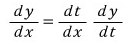 dy/dx = dt/dx dy/dt